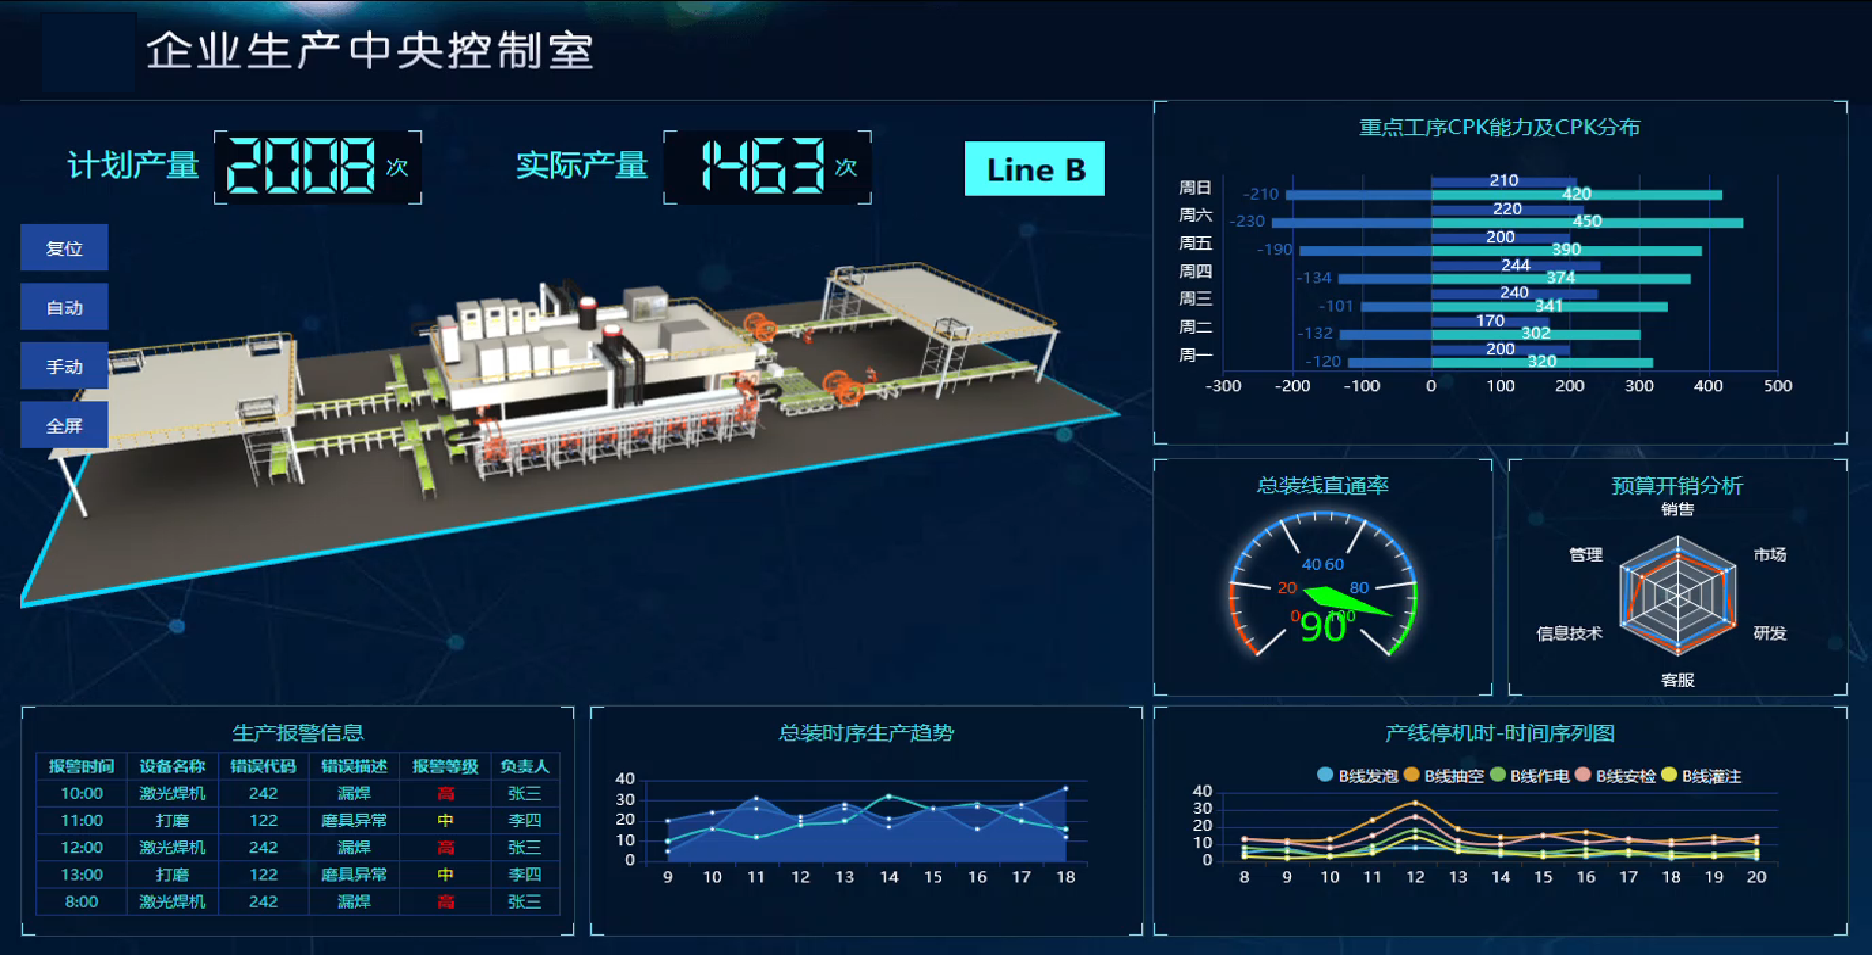 企业生产中央控制室
计划产量 2008 次 实际产量 1463 次 Line B
复位
自动
手动
全屏
重点工序CPK能力及CPK分布
周日 -210 210 420
周六 -230 220 450
周五 -190 200 390
周四 -134 244 374
周三 -101 240 341
周二 -132 170 302
周一 -120 200 320
-300 -200 -100 0 100 200 300 400 500
总装线直通率
0 20 40 60 80 100
90
预算开销分析
销售
管理 市场
信息技术 研发
客服
生产报警信息
报警时间 设备名称 错误代码 错误描述 报警等级 负责人
10:00 激光焊机 242 漏焊 高 张三
11:00 打磨 122 磨具异常 中 李四
12:00 激光焊机 242 漏焊 高 张三
13:00 打磨 122 磨具异常 中 李四
8:00 激光焊机 242 漏焊 高 张三
总装时序生产趋势
40
30
20
10
0
9 10 11 12 13 14 15 16 17 18
产线停机时-时间序列图
B线发泡 B线抽空 B线作电 B线安检 B线灌注
40
30
20
10
0
8 9 10 11 12 13 14 15 16 17 18 19 20